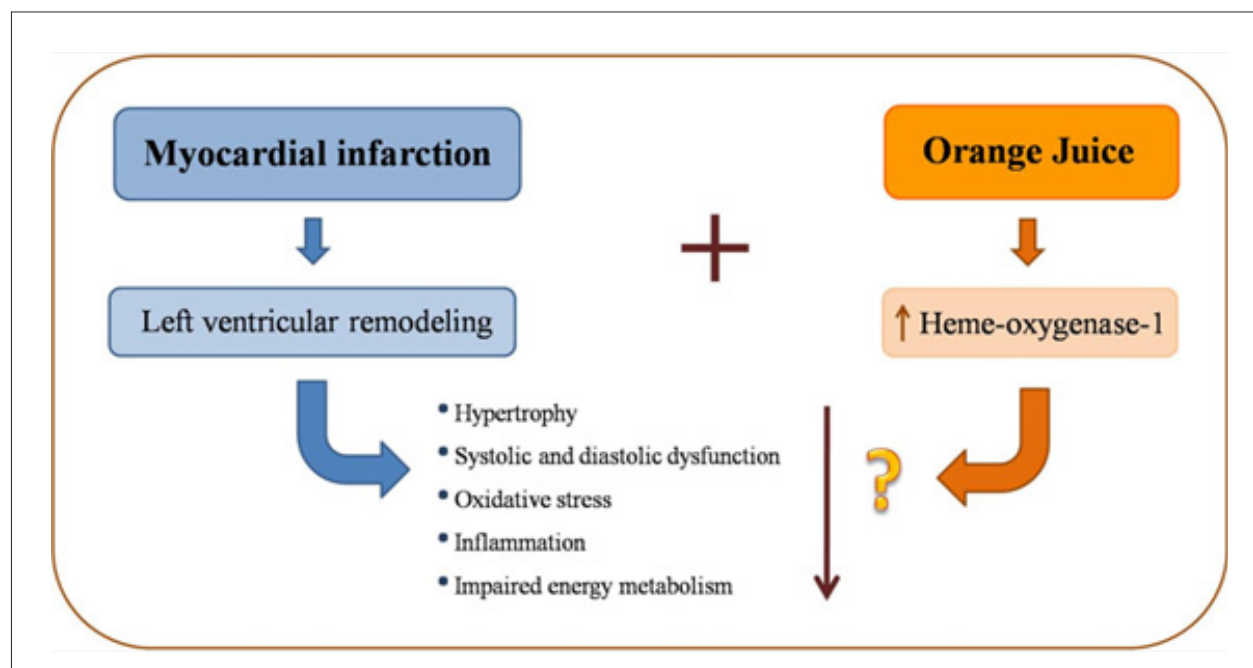 Myocardial infarction
Orange Juice
+
Left ventricular remodeling
↑ Heme-oxygenase-1
• Hypertrophy
• Systolic and diastolic dysfunction
• Oxidative stress
• Inflammation
• Impaired energy metabolism
?